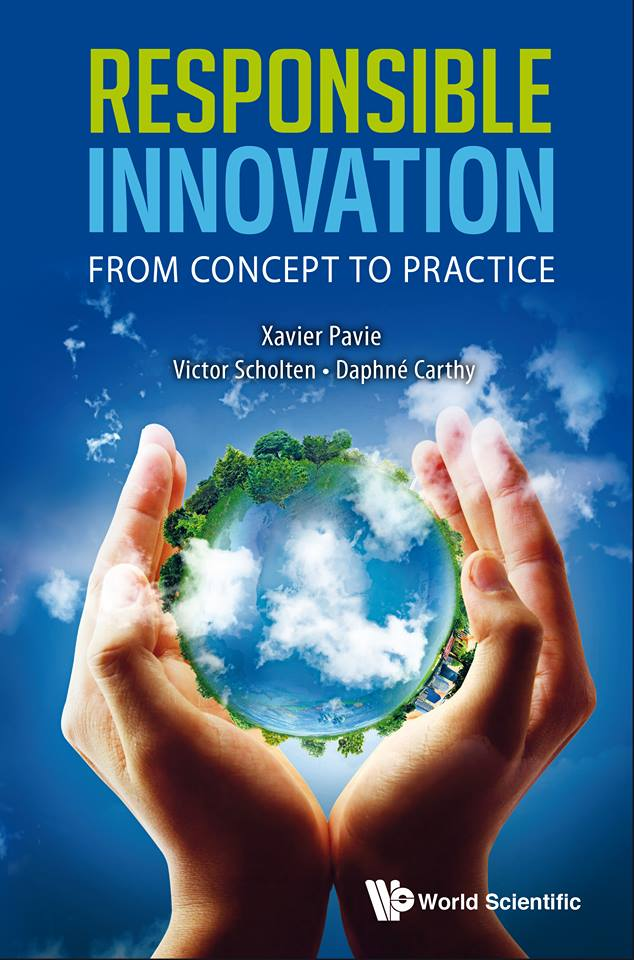 RESPONSIBLE
INNOVATION
FROM CONCEPT TO PRACTICE
Xavier Pavie
Victor Scholten • Daphné Carthy
World Scientific